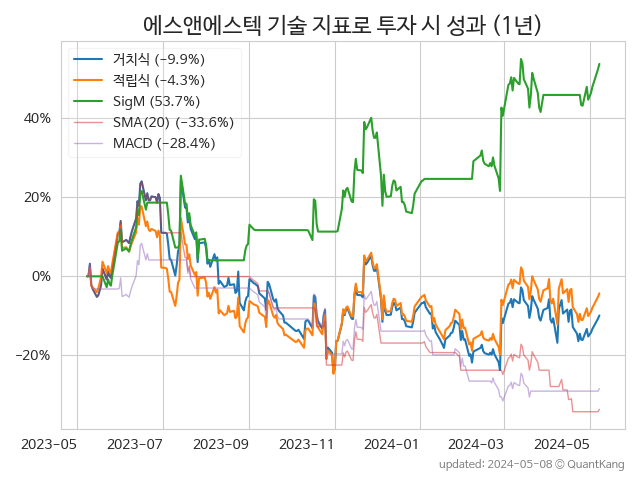 에스앤에스텍 기술 지표로 투자 시 성과 (1년)
거치식 (−9.9%)
적립식 (−4.3%)
SigM (53.7%)
SMA(20) (−33.6%)
MACD (−28.4%)
40%
20%
0%
−20%
2023-05 2023-07 2023-09 2023-11 2024-01 2024-03 2024-05
updated: 2024-05-08 ⓒ QuantKang